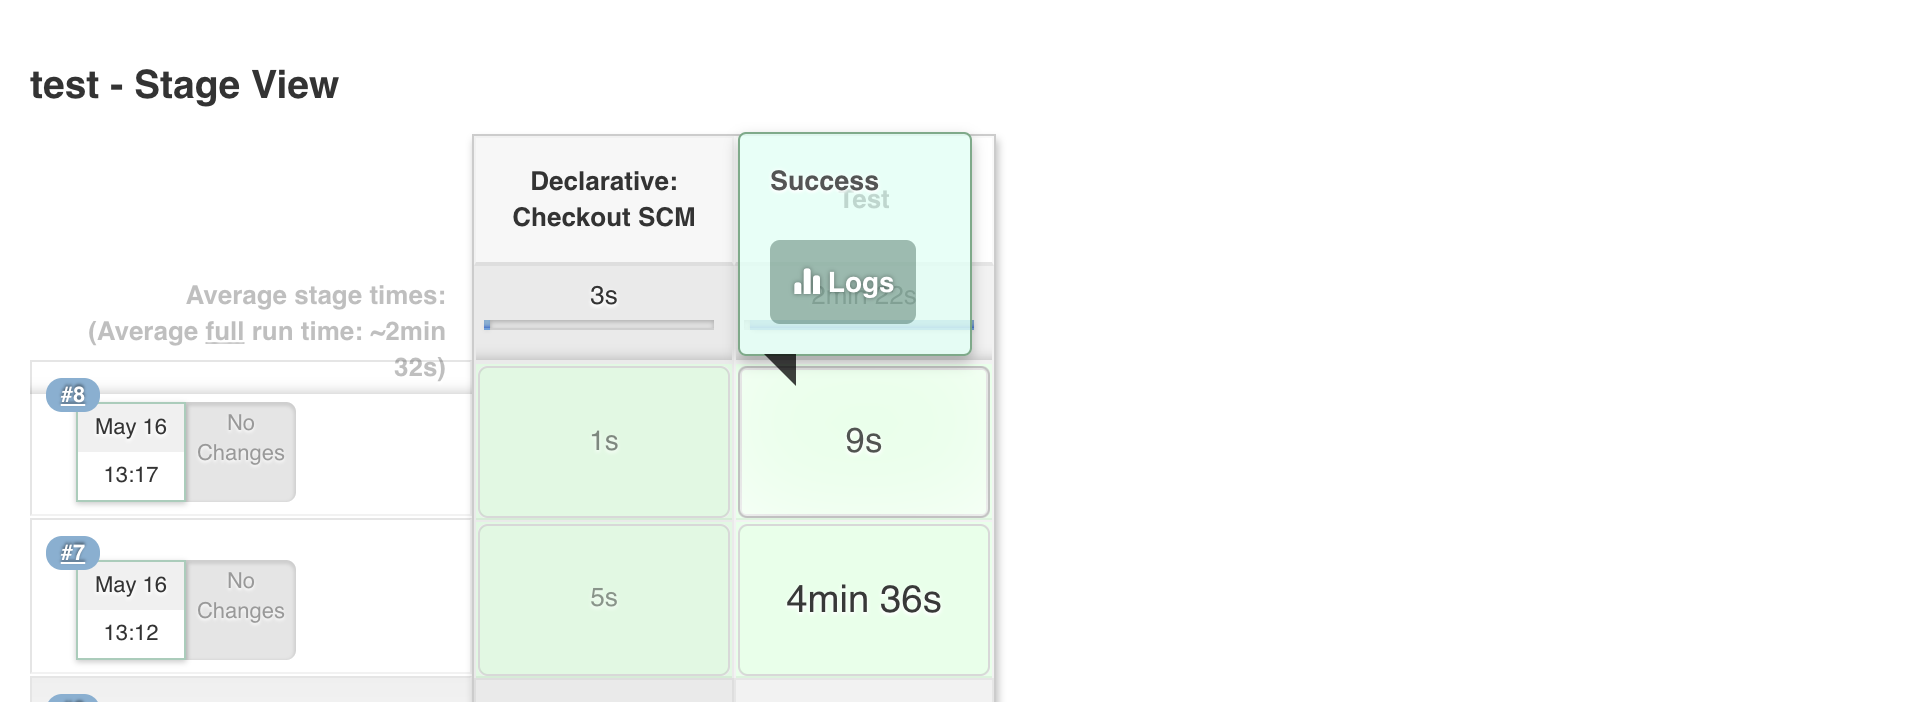 test - Stage View
Declarative:
Checkout SCM
Success
Test
Logs
Average stage times:
(Average full run time: ~2min
32s)
3s
2min 22s
#8
May 16
13:17
No
Changes
1s
9s
#7
May 16
13:12
No
Changes
5s
4min 36s